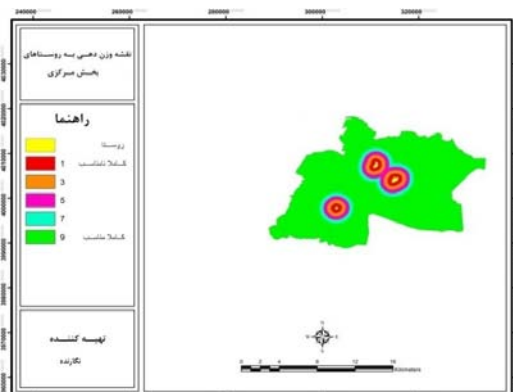 240000 260000 280000 300000 320000
نقشه وزن دهی به روستاهای
بخش مرکزی
راهنما
روستا
1 کاملا نامناسب
3
5
7
9 کاملا مناسب
تهیه کننده
نگارنده
N
0 2 4 8 12 16
Kilometers